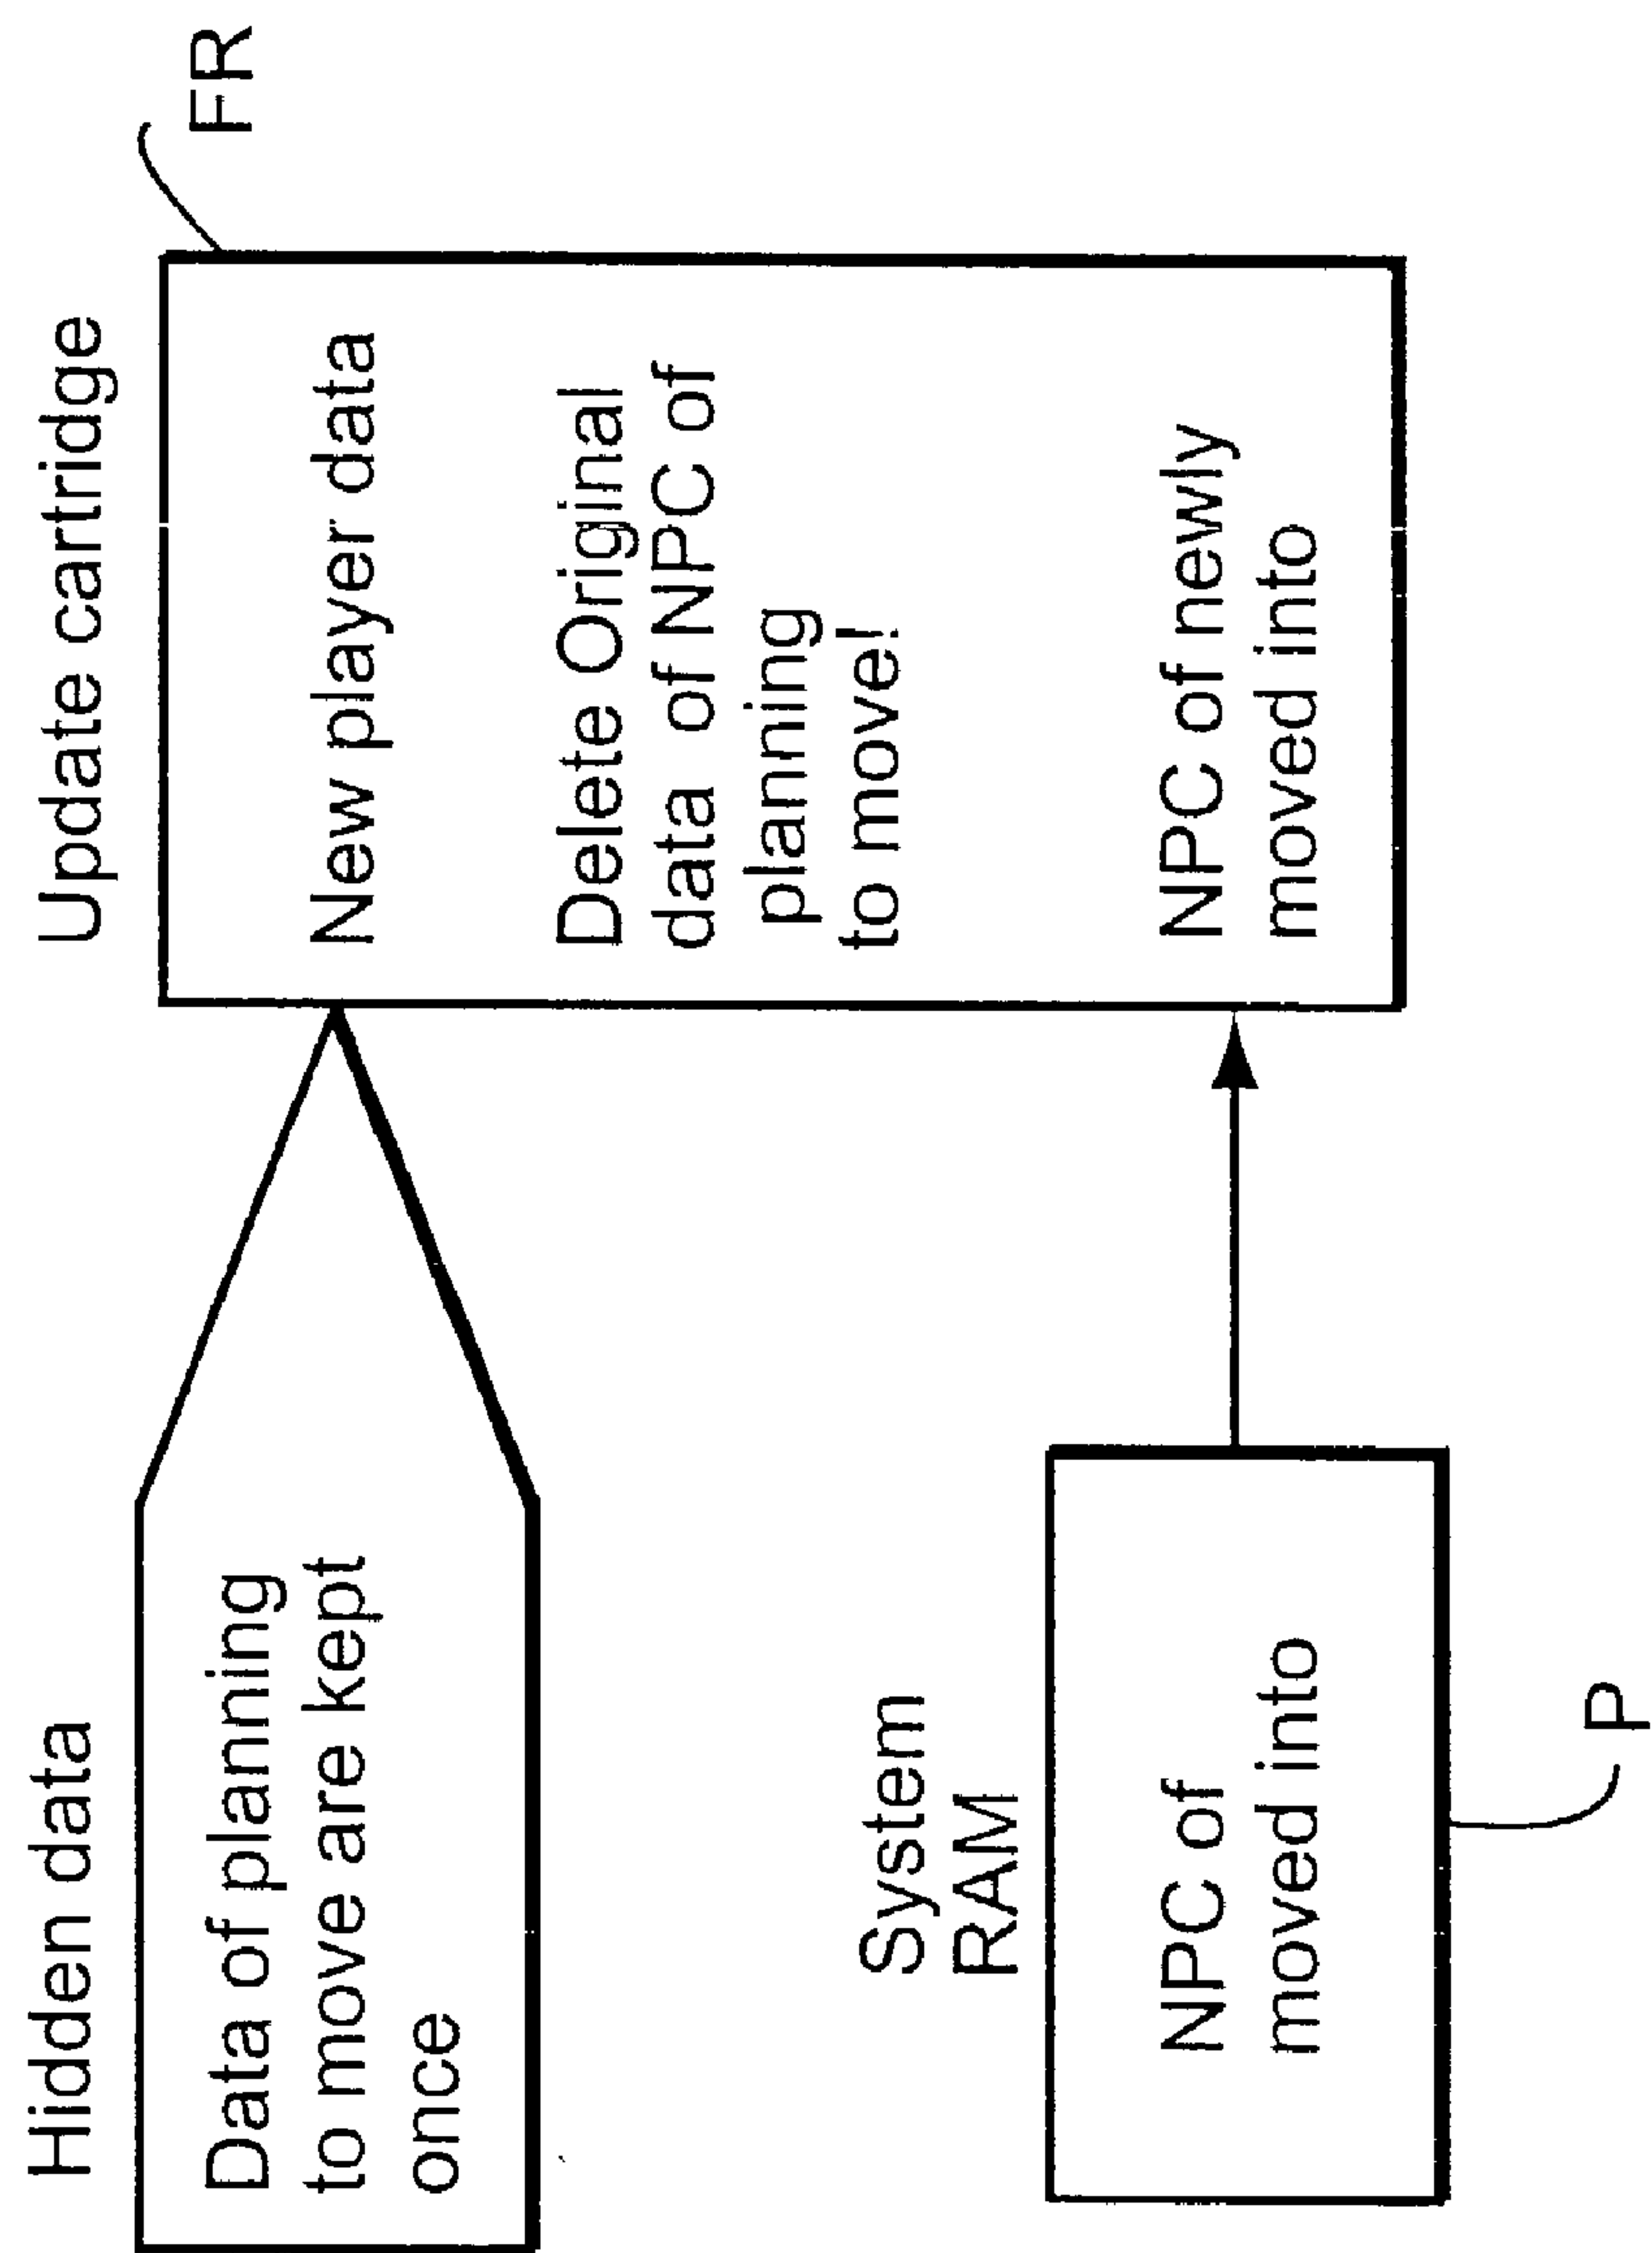 Hidden data
Data of planning
to move are kept
once
System
RAM
NPC of
moved into
P
Update cartridge
FR
New player data
Delete Original
data of NPC of
planning
to move!
NPC of newly
moved into